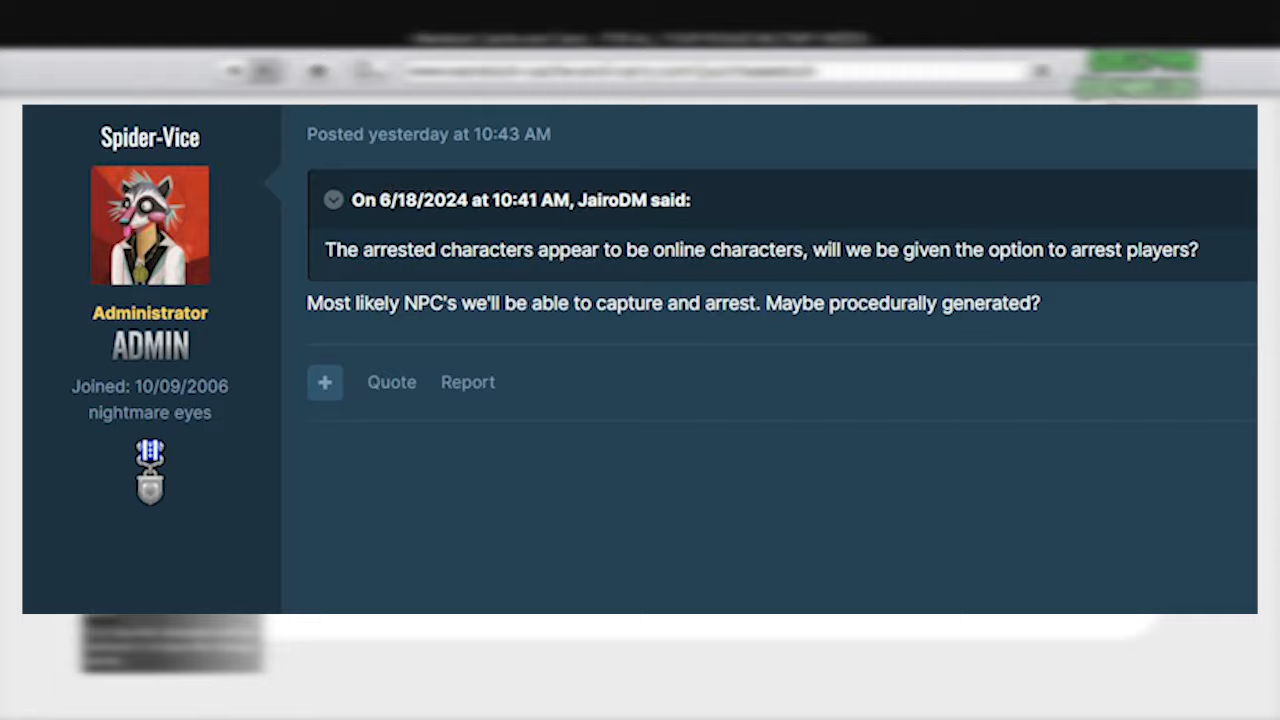 Spider-Vice
Administrator
ADMIN
Joined: 10/09/2006
nightmare eyes
Posted yesterday at 10:43 AM
On 6/18/2024 at 10:41 AM, JairoDM said:
The arrested characters appear to be online characters, will we be given the option to arrest players?
Most likely NPC's we'll be able to capture and arrest. Maybe procedurally generated?
+ Quote Report